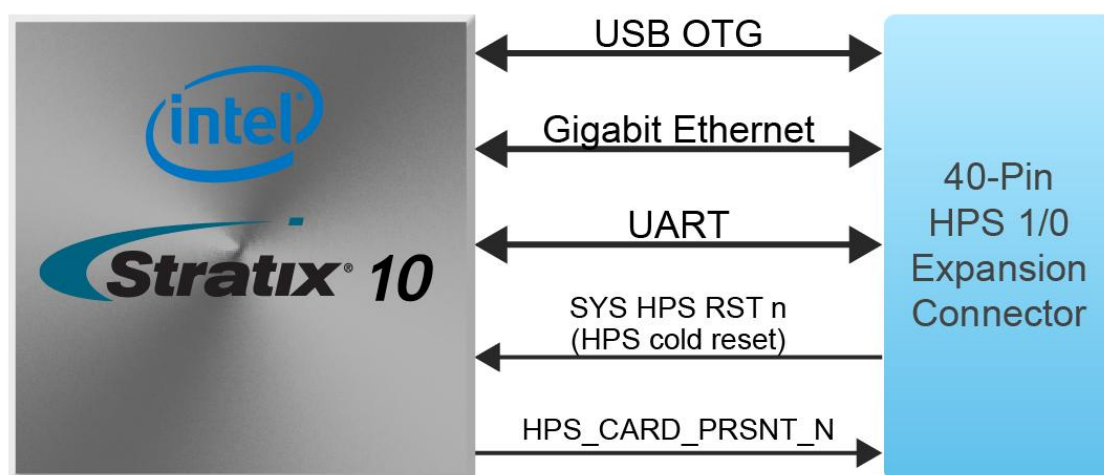 USB OTG
intel®
Gigabit Ethernet
40-Pin
HPS 1/0
Expansion
Connector
UART
Stratix® 10
SYS HPS RST n
(HPS cold reset)
HPS_CARD_PRSNT_N